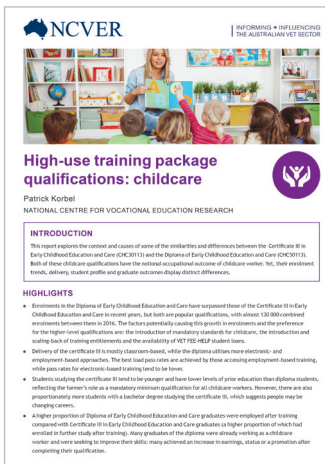 NCVER
INFORMING + INFLUENCING
THE AUSTRALIAN VET SECTOR
High-use training package
qualifications: childcare
Patrick Korbel
NATIONAL CENTRE FOR VOCATIONAL EDUCATION RESEARCH
INTRODUCTION
This report explores the context and causes of some of the similarities and differences between the Certificate III in
Early Childhood Education and Care (CHC30113) and the Diploma of Early Childhood Education and Care (CHC50113).
Both of these childcare qualifications have the notional occupational outcome of childcare worker. Yet, their enrolment
trends, delivery, student profile and graduate outcomes display distinct differences.
HIGHLIGHTS
• Enrolments in the Diploma of Early Childhood Education and Care have surpassed those of the Certificate III in Early
Childhood Education and Care in recent years, but both are popular qualifications, with almost 130 000 combined
enrolments between them in 2016. The factors potentially causing this growth in enrolments and the preference
for the higher-level qualifications are: the introduction of mandatory standards for childcare, the introduction and
scaling-back of training entitlements and the availability of VET FEE-HELP student loans.
• Delivery of the certificate III is mostly classroom-based, while the diploma utilises more electronic- and
employment-based approaches. The best load pass rates are achieved by those accessing employment-based training,
while pass rates for electronic-based training tend to be lower.
• Students studying the certificate III tend to be younger and have lower levels of prior education than diploma students,
reflecting the former's role as a mandatory minimum qualification for all childcare workers. However, there are also
proportionately more students with a bachelor degree studying the certificate III, which suggests people may be
changing careers.
• A higher proportion of Diploma of Early Childhood Education and Care graduates were employed after training
compared with Certificate III in Early Childhood Education and Care graduates (a higher proportion of which had
enrolled in further study after training). Many graduates of the diploma were already working as a childcare
worker and were seeking to improve their skills: many achieved an increase in earnings, status or a promotion after
completing their qualification.